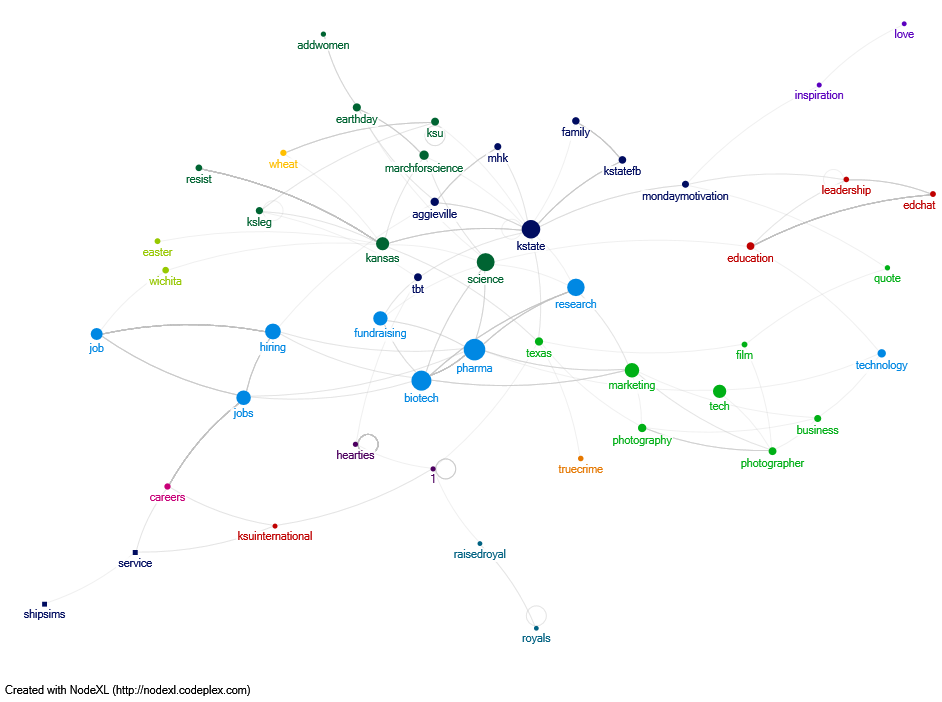 love
addwomen
inspiration
earthday
ksu
family
mhk
wheat
marchforscience
kstatefb
resist
leadership
mondaymotivation
edchat
aggieville
ksleg
kstate
easter
kansas
education
wichita
science
quote
tbt
research
fundraising
job
hiring
texas
film
pharma
technology
marketing
biotech
tech
jobs
business
photography
hearties
photographer
truecrime
1
careers
ksuinternational
raisedroyal
service
shipsims
royals
Created with NodeXL (http://nodexl.codeplex.com)